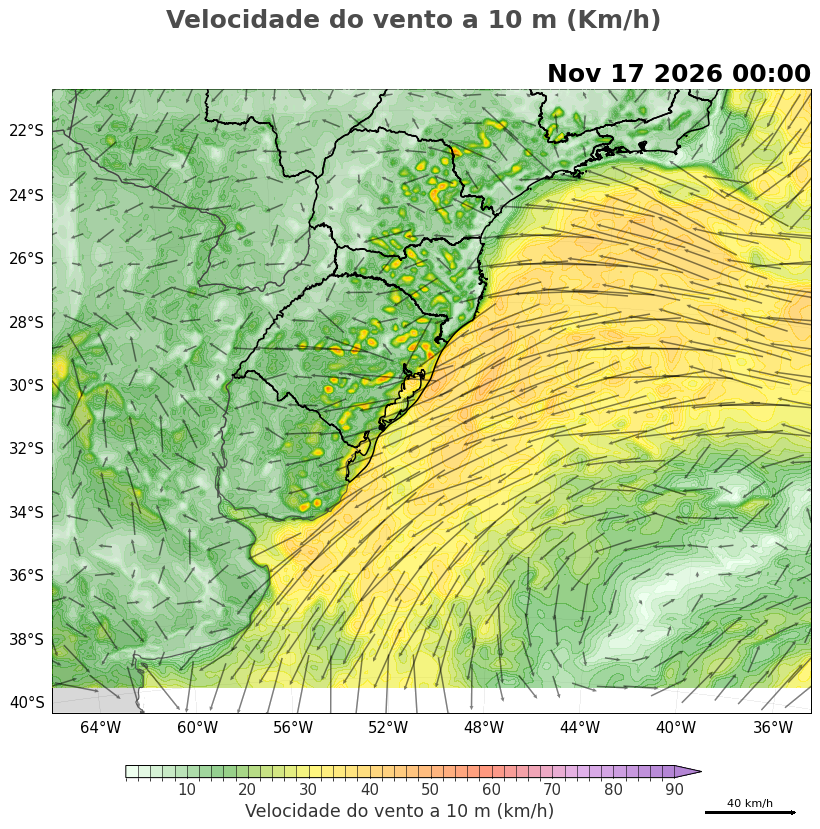 Velocidade do vento a 10 m (Km/h)
Nov 17 2026 00:00
22°S
24°S
26°S
28°S
30°S
32°S
34°S
36°S
38°S
40°S
64°W 60°W 56°W 52°W 48°W 44°W 40°W 36°W
10 20 30 40 50 60 70 80 90
Velocidade do vento a 10 m (km/h)
40 km/h